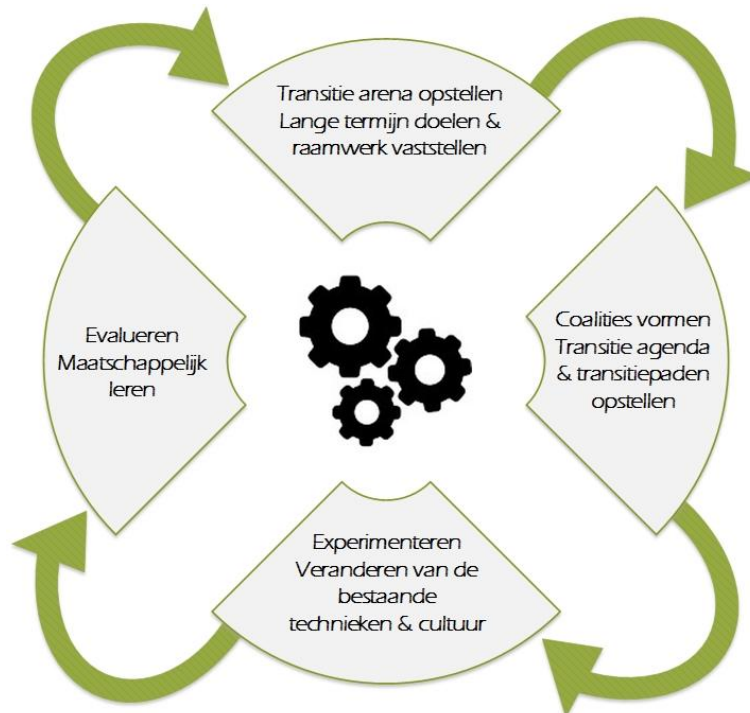 Transitie arena opstellen
Lange termijn doelen &
raamwerk vaststellen
Coalities vormen
Transitie agenda
& transitiepaden
opstellen
Experimenteren
Veranderen van de
bestaande
technieken & cultuur
Evalueren
Maatschappelijk
leren